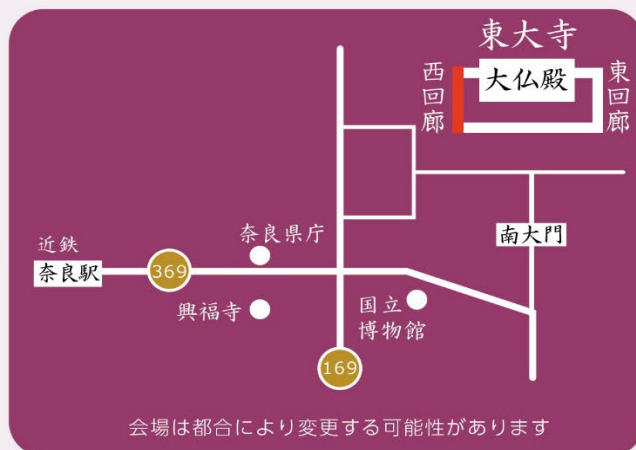 東大寺
西回廊
大仏殿
東回廊
奈良県庁
南大門
近鉄
奈良駅
369
興福寺
国立
博物館
169
会場は都合により変更する可能性があります